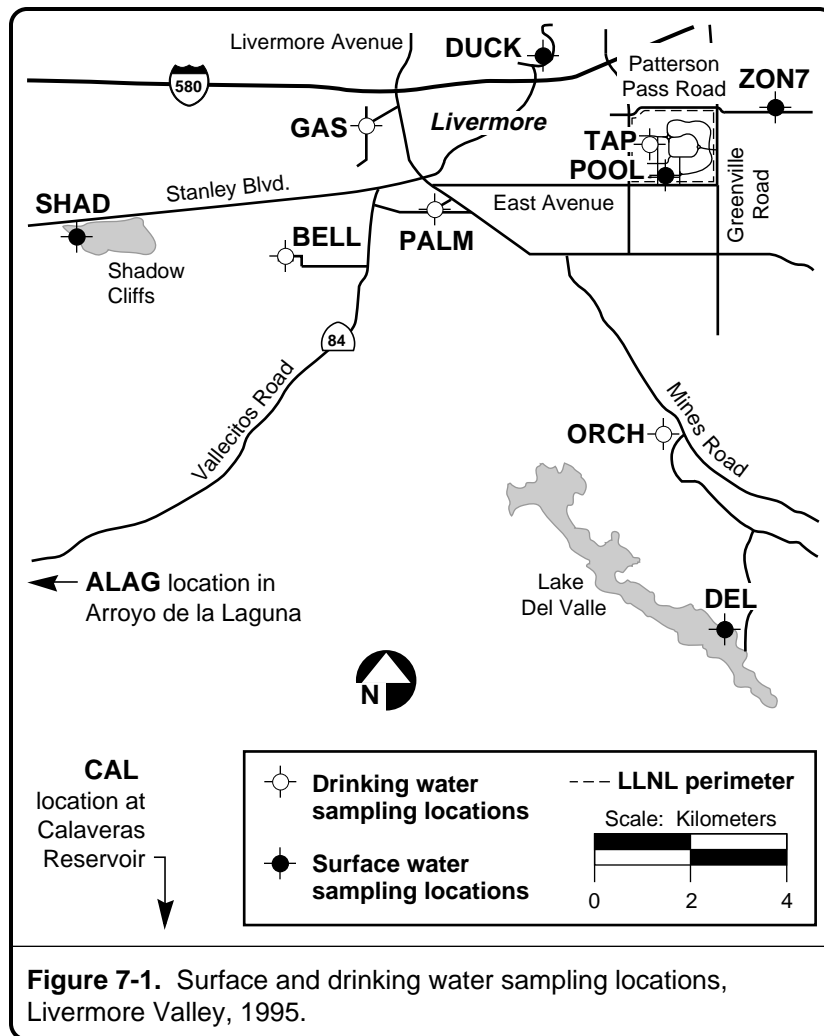 Livermore Avenue
DUCK
Patterson
Pass Road
ZON7
580
GAS
Livermore
TAP
POOL
Stanley Blvd.
SHAD
East Avenue
Greenville
Road
BELL
PALM
Shadow
Cliffs
84
Vallecitos Road
Mines Road
ORCH
ALAG location in
Arroyo de la Laguna
Lake
Del Valle
DEL
N
CAL
location at
Calaveras
Reservoir
Drinking water
sampling locations
Surface water
sampling locations
LLNL perimeter
Scale: Kilometers
0 2 4
Figure 7-1. Surface and drinking water sampling locations,
Livermore Valley, 1995.